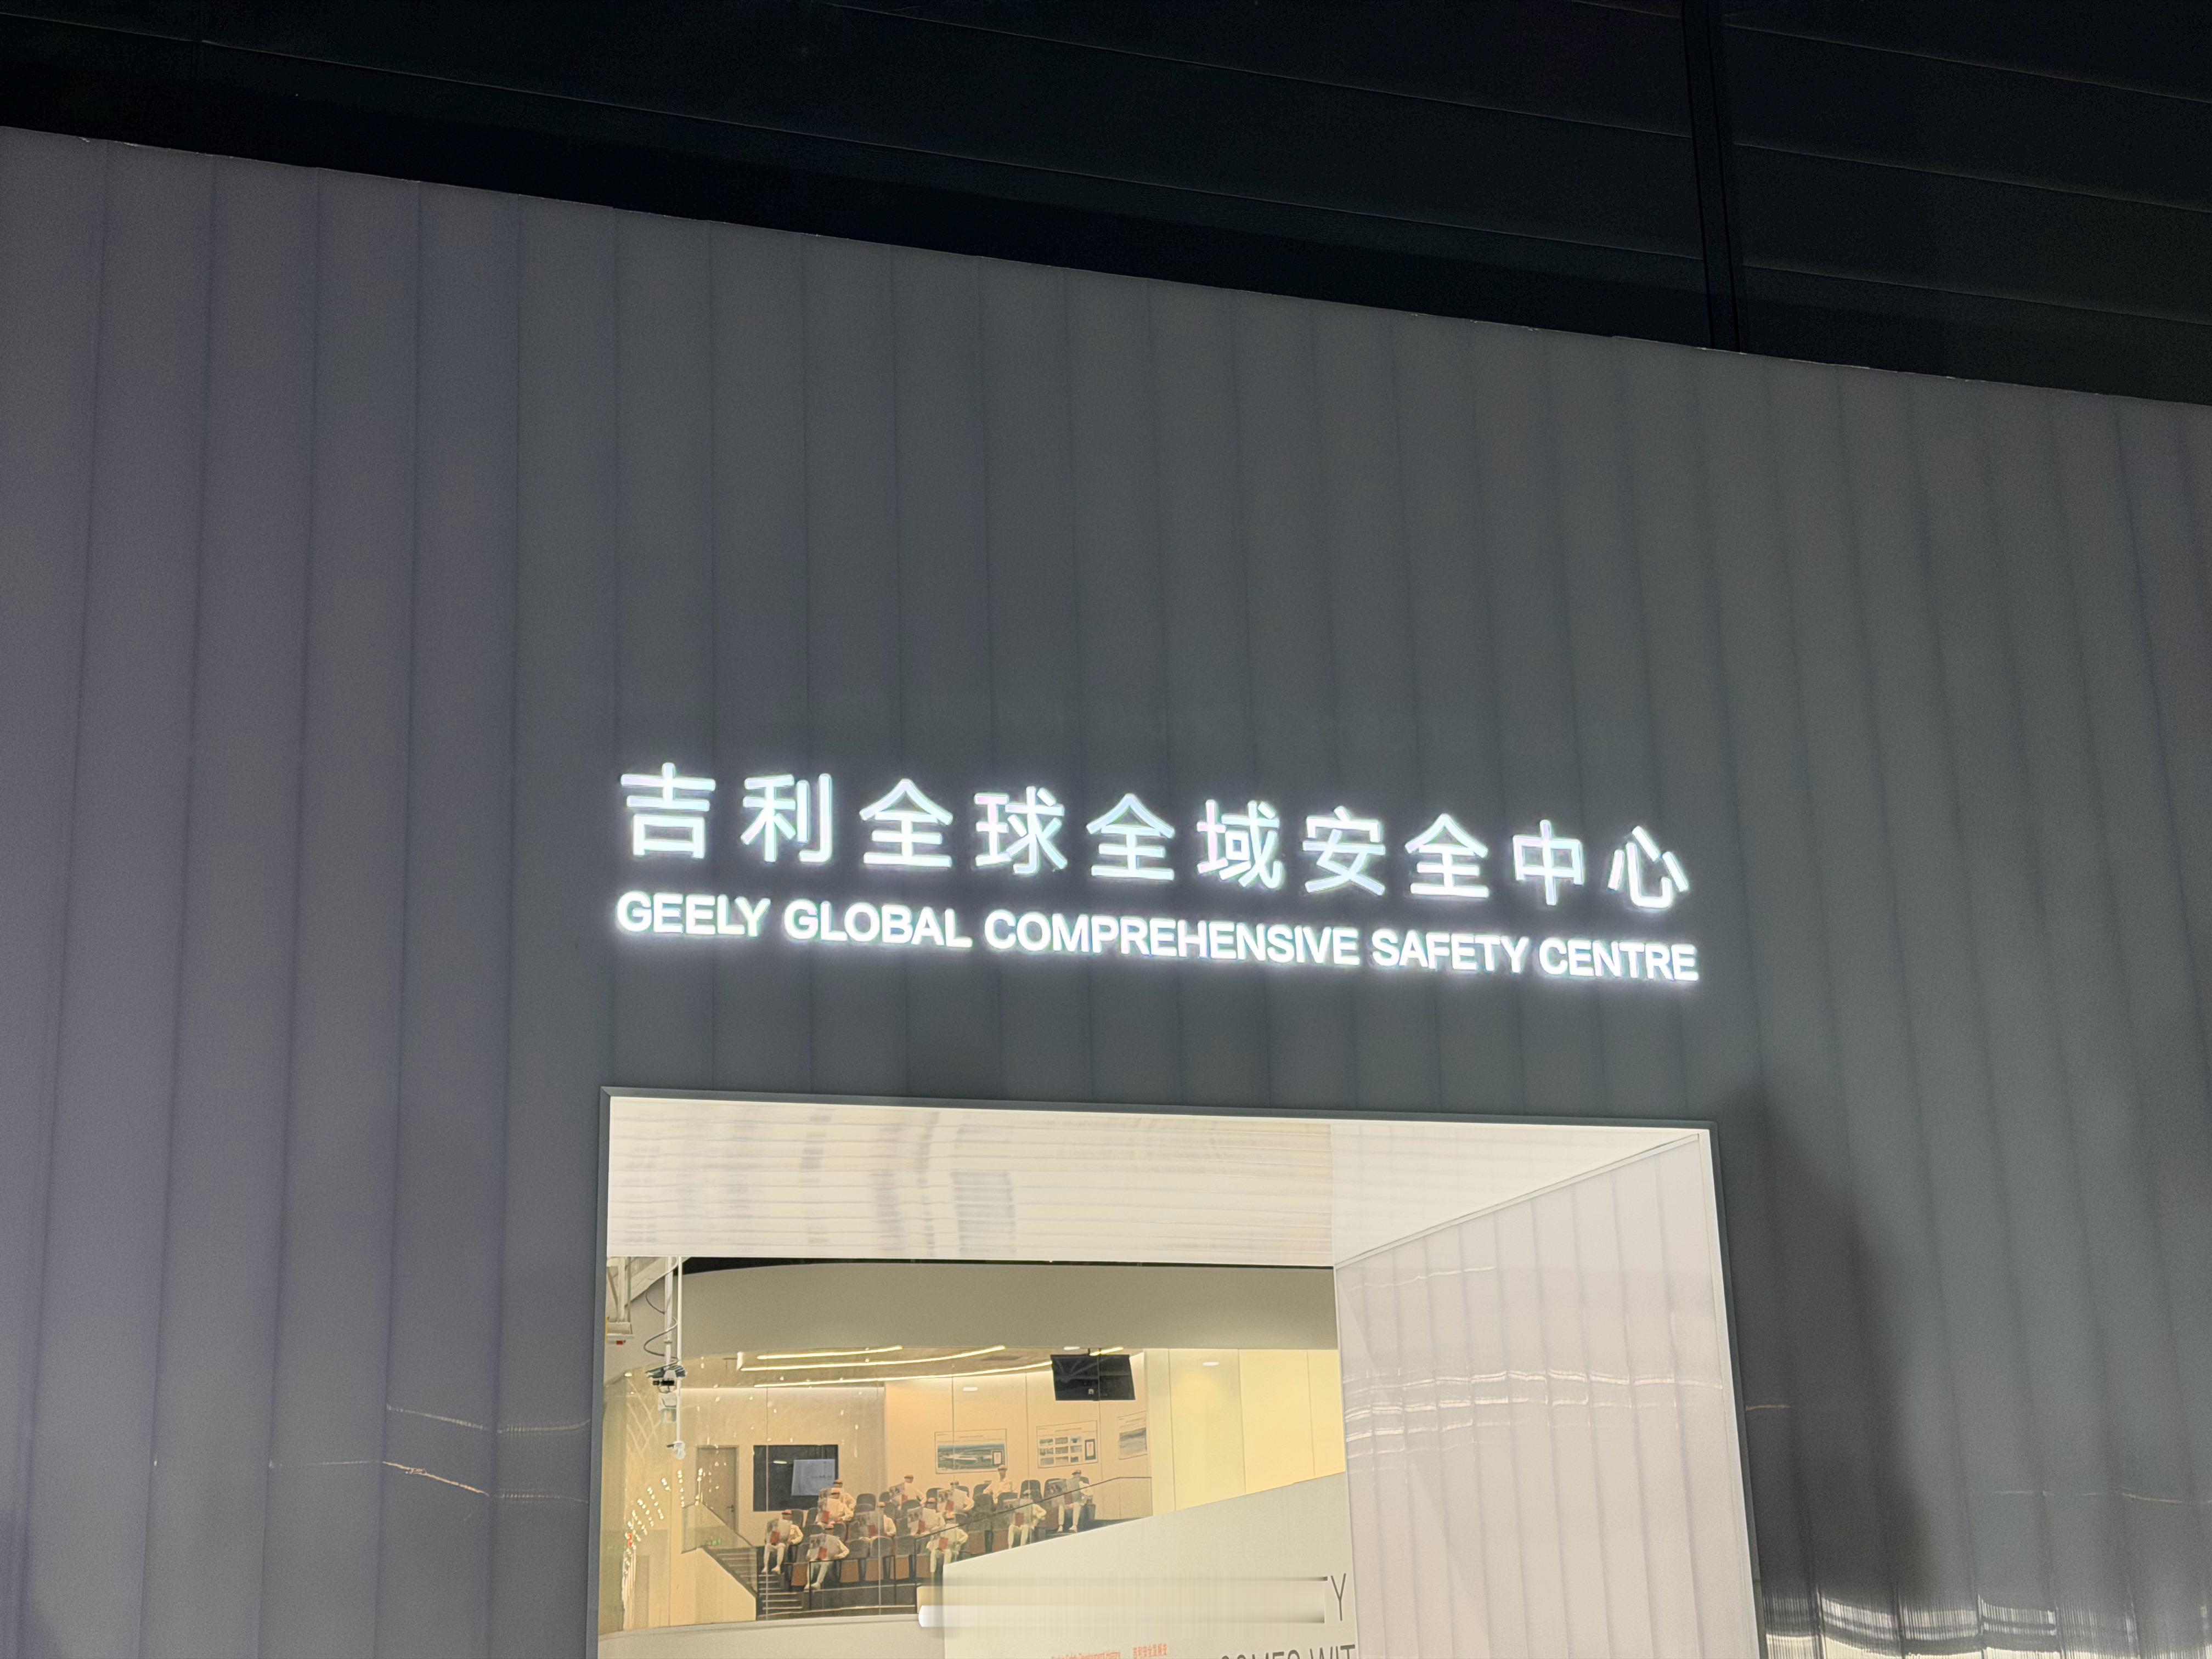 吉利全球全域安全中心
GEELY GLOBAL COMPREHENSIVE SAFETY CENTRE
Y